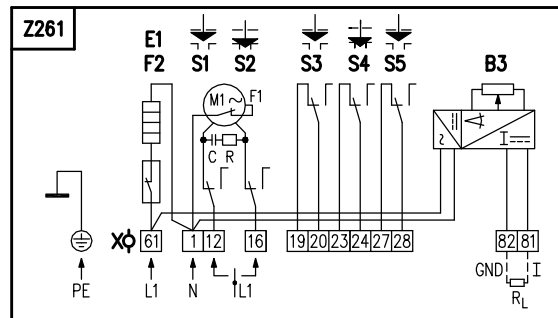 Z261
E1
F2 S1 S2 S3 S4 S5 B3
M1 ~ F1
C R
~ I
X 61 1 12 16 19 20 23 24 27 28 82 81
GND I
PE L1 N L1 RL